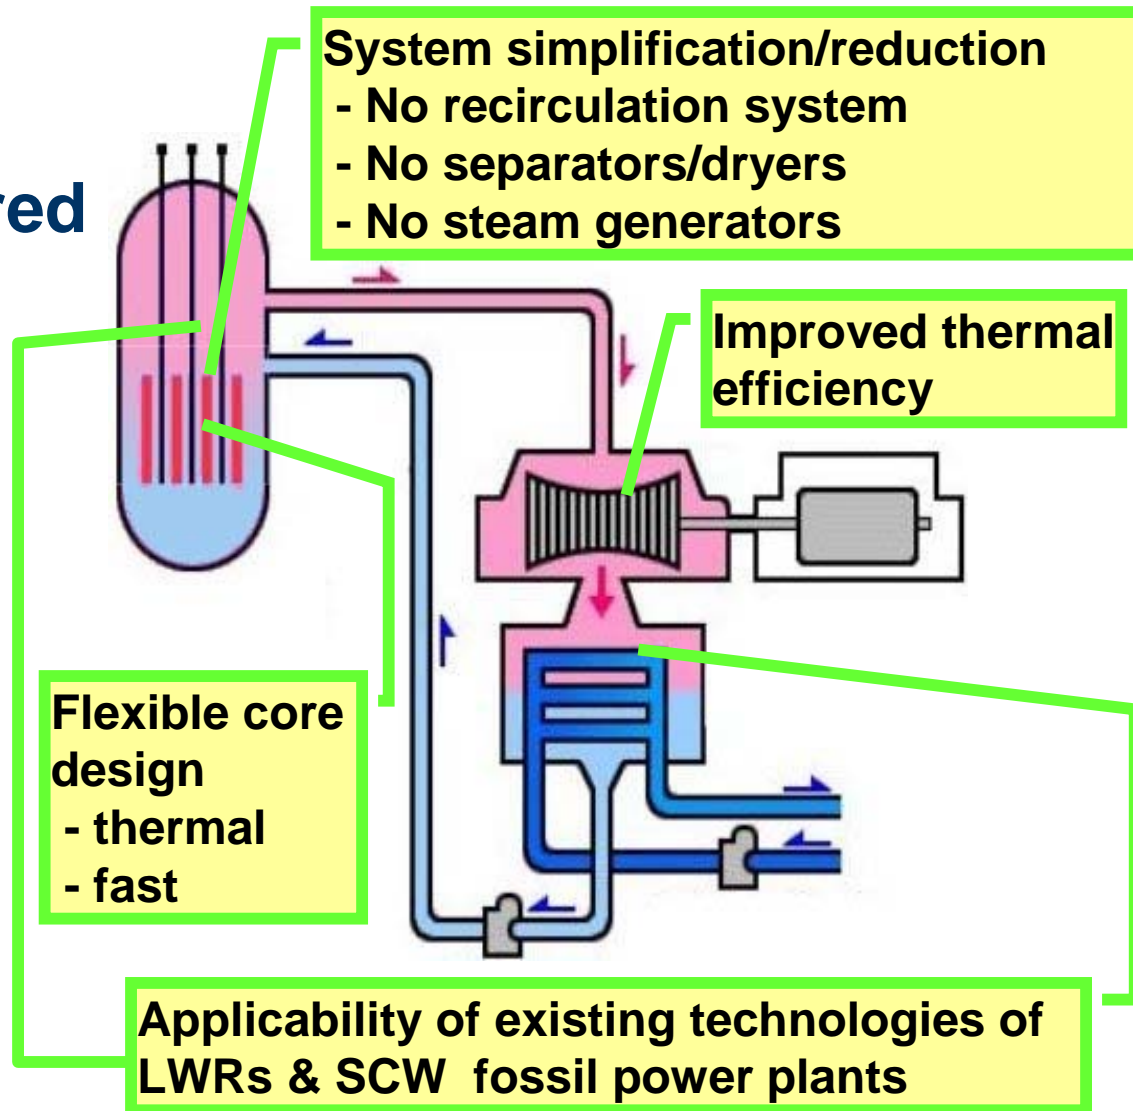 System simplification/reduction
- No recirculation system
- No separators/dryers
- No steam generators
red
Improved thermal
efficiency
Flexible core
design
- thermal
- fast
Applicability of existing technologies of
LWRs & SCW fossil power plants